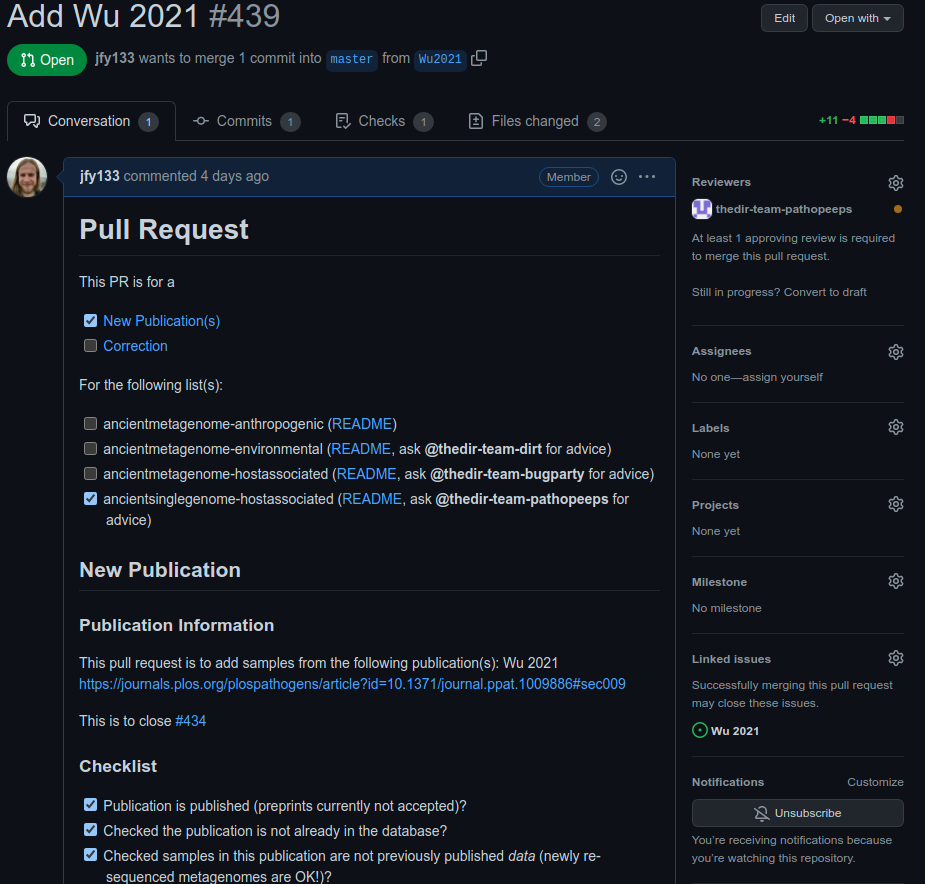 Add Wu 2021 #439
Edit
Open with
Open
jfy133 wants to merge 1 commit into master from Wu2021
Conversation 1
Commits 1
Checks 1
Files changed 2
+11 −4
jfy133 commented 4 days ago
Member
Pull Request
This PR is for a
New Publication(s)
Correction
For the following list(s):
ancientmetagenome-anthropogenic (README)
ancientmetagenome-environmental (README, ask @thedir-team-dirt for advice)
ancientmetagenome-hostassociated (README, ask @thedir-team-bugparty for advice)
ancientsinglegenome-hostassociated (README, ask @thedir-team-pathopeeps for
advice)
New Publication
Publication Information
This pull request is to add samples from the following publication(s): Wu 2021
https://journals.plos.org/plospathogens/article?id=10.1371/journal.ppat.1009886#sec009
This is to close #434
Checklist
Publication is published (preprints currently not accepted)?
Checked the publication is not already in the database?
Checked samples in this publication are not previously published data (newly re-
sequenced metagenomes are OK!)?
Reviewers
thedir-team-pathopeeps
At least 1 approving review is required
to merge this pull request.
Still in progress? Convert to draft
Assignees
No one—assign yourself
Labels
None yet
Projects
None yet
Milestone
No milestone
Linked issues
Successfully merging this pull request
may close these issues.
Wu 2021
Notifications
Customize
Unsubscribe
You're receiving notifications because
you're watching this repository.